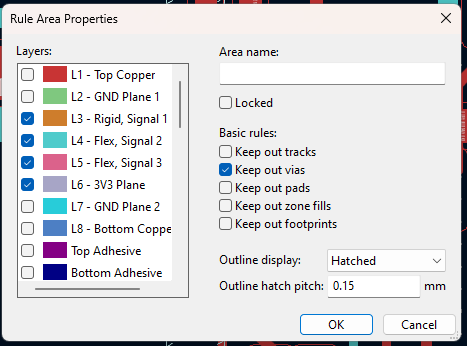 Rule Area Properties
Layers:
L1 - Top Copper
L2 - GND Plane 1
L3 - Rigid, Signal 1
L4 - Flex, Signal 2
L5 - Flex, Signal 3
L6 - 3V3 Plane
L7 - GND Plane 2
L8 - Bottom Coppe
Top Adhesive
Bottom Adhesive
Area name:
Locked
Basic rules:
Keep out tracks
Keep out vias
Keep out pads
Keep out zone fills
Keep out footprints
Outline display: Hatched
Outline hatch pitch: 0.15 mm
OK Cancel